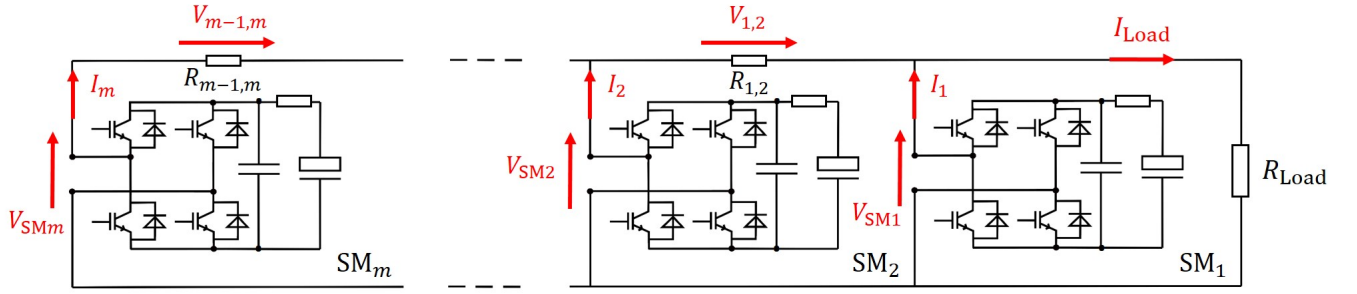 V_{m−1,m}
V_{1,2}
I_{Load}
R_{m−1,m}
R_{1,2}
I_m
I_2
I_1
V_{SM2}
R_{Load}
V_{SMm}
V_{SM1}
SM_m
SM_2
SM_1